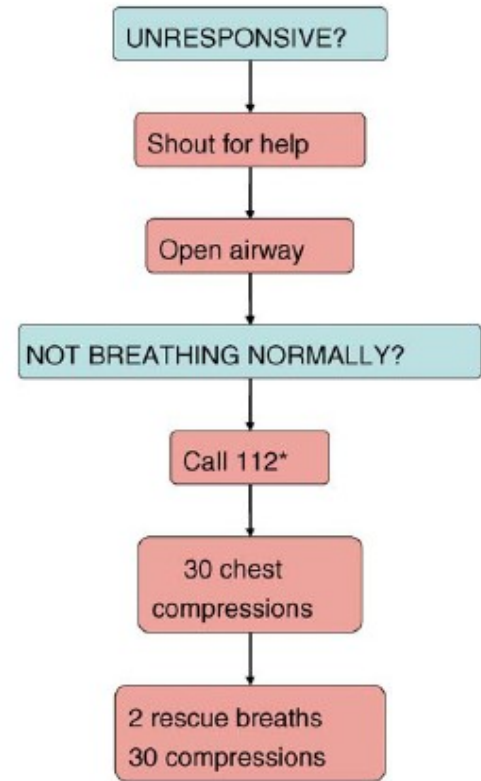 UNRESPONSIVE?
Shout for help
Open airway
NOT BREATHING NORMALLY?
Call 112*
30 chest
compressions
2 rescue breaths
30 compressions